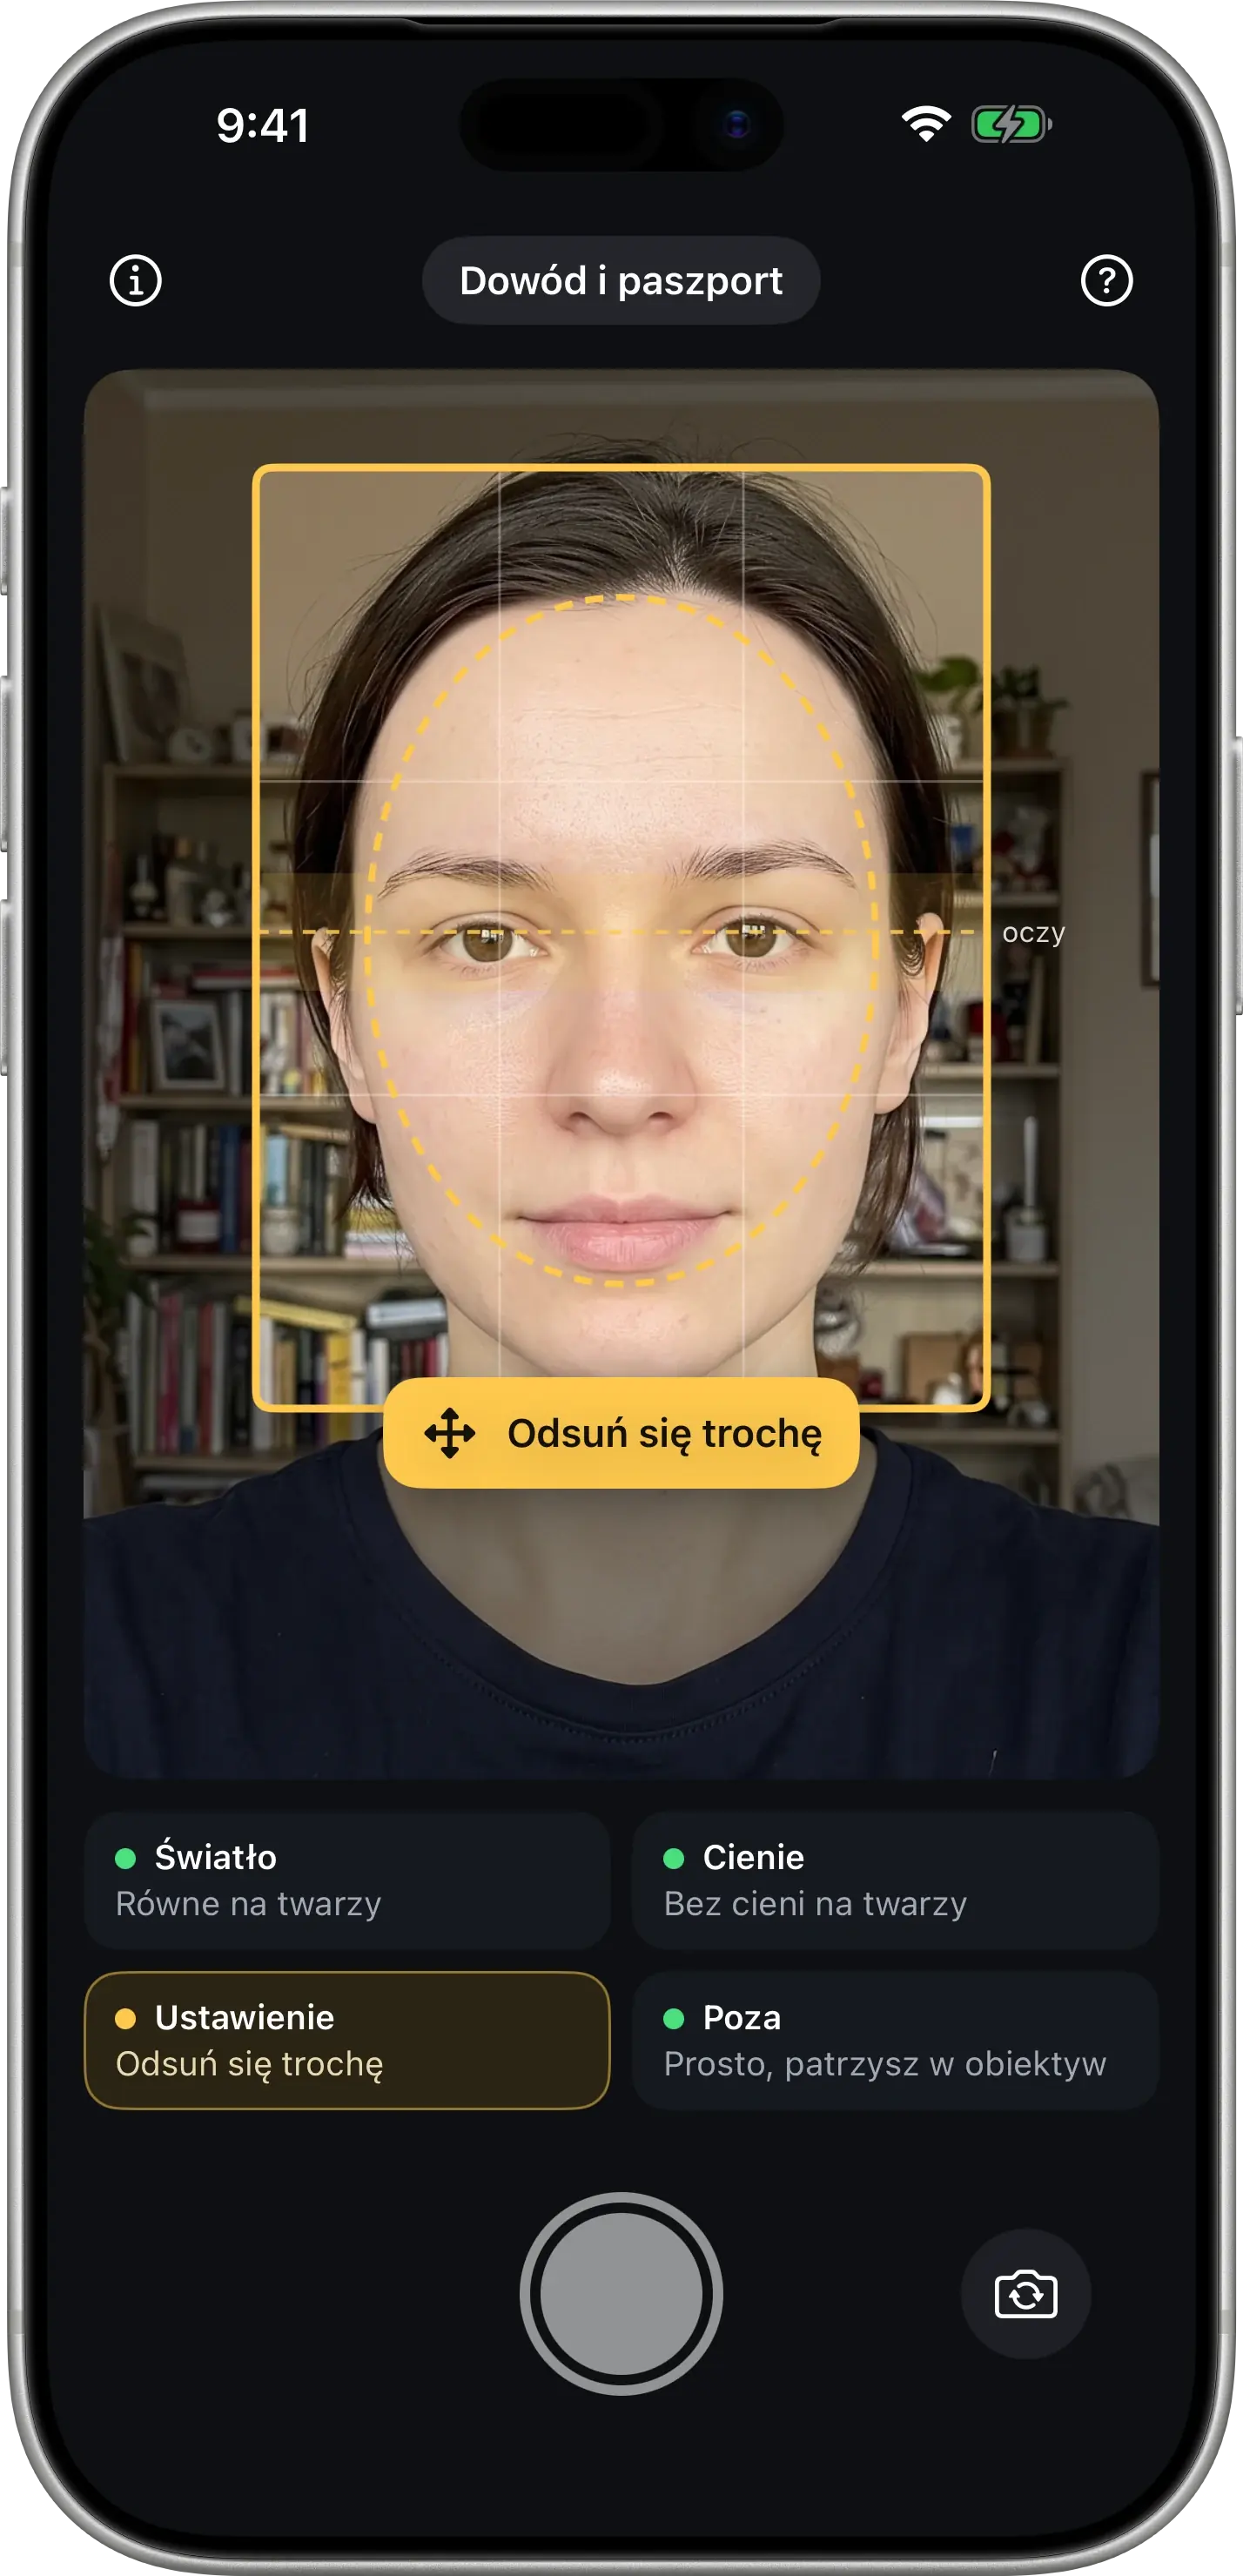 9:41
Dowód i paszport
oczy
Odsuń się trochę
Światło
Równe na twarzy
Cienie
Bez cieni na twarzy
Ustawienie
Odsuń się trochę
Poza
Prosto, patrzysz w obiektyw